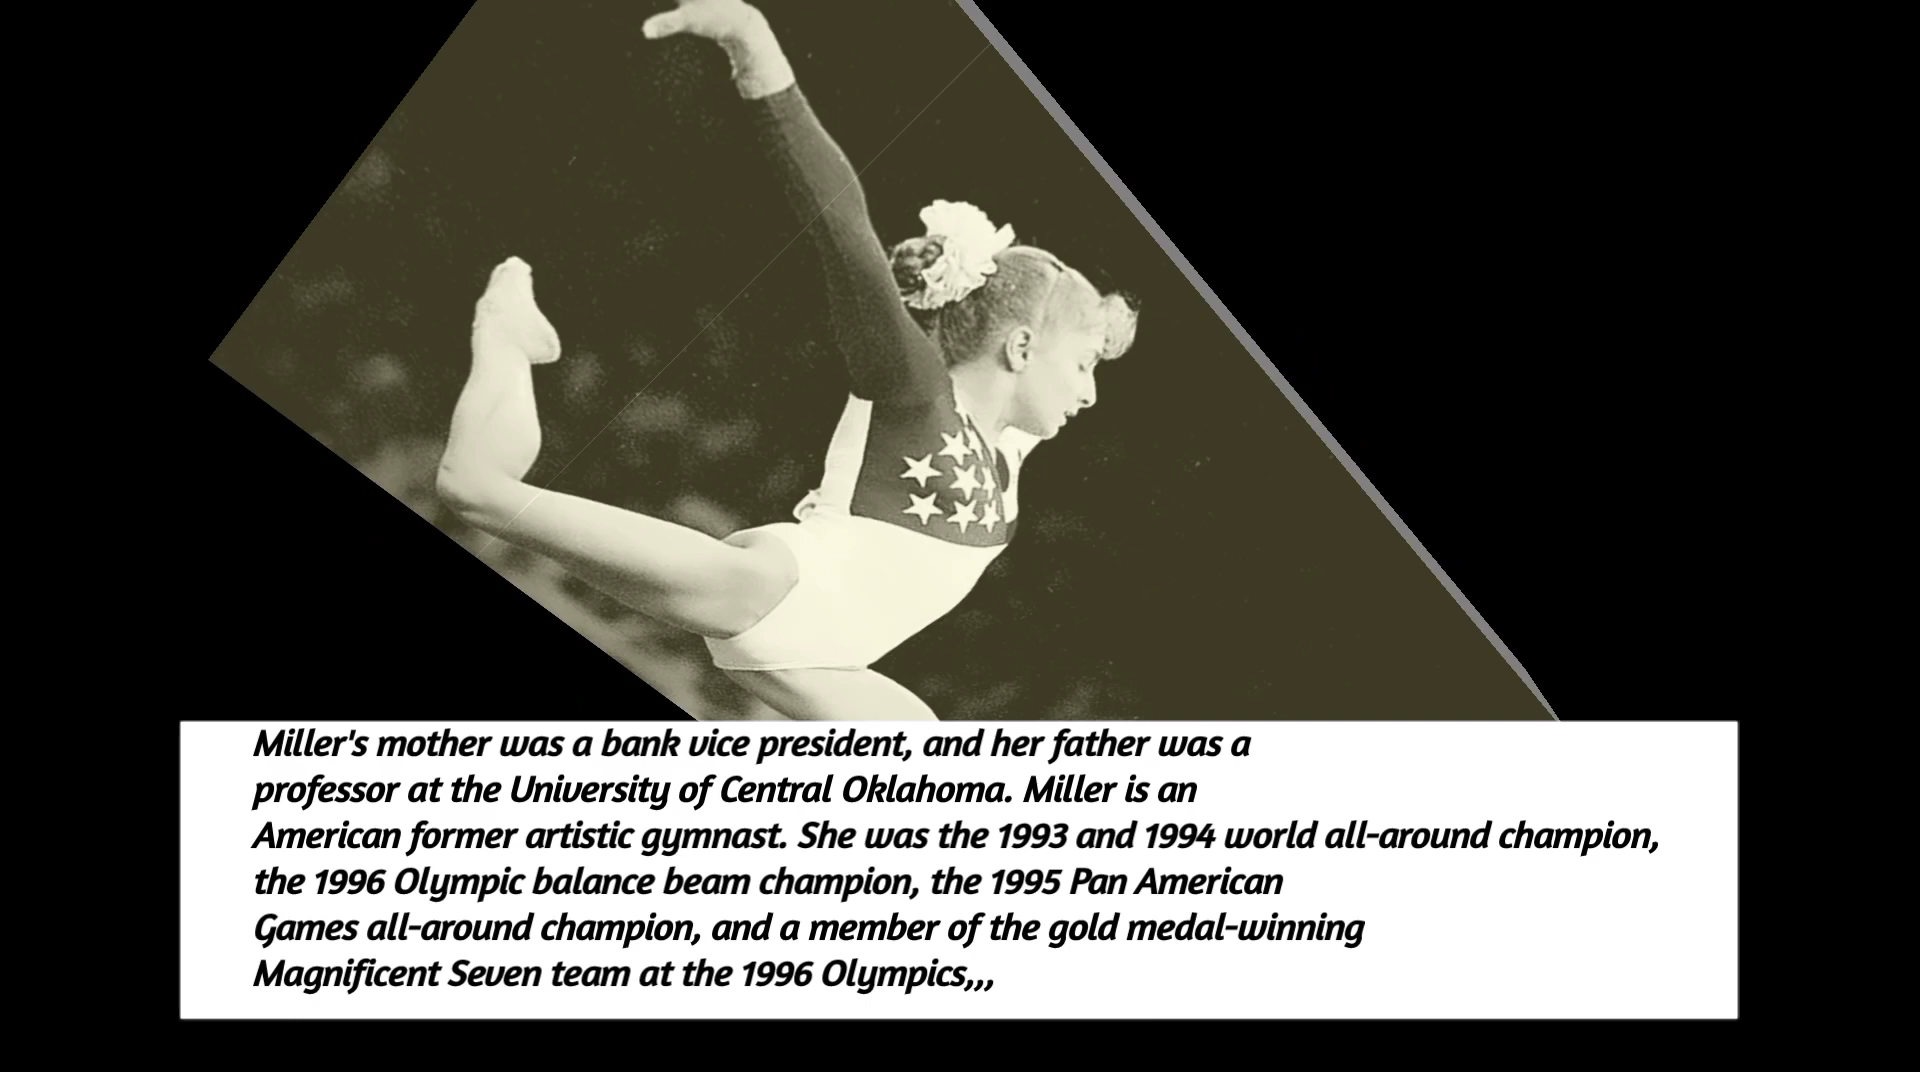 Miller's mother was a bank vice president, and her father was a
professor at the University of Central Oklahoma. Miller is an
American former artistic gymnast. She was the 1993 and 1994 world all-around champion,
the 1996 Olympic balance beam champion, the 1995 Pan American
Games all-around champion, and a member of the gold medal-winning
Magnificent Seven team at the 1996 Olympics,,,